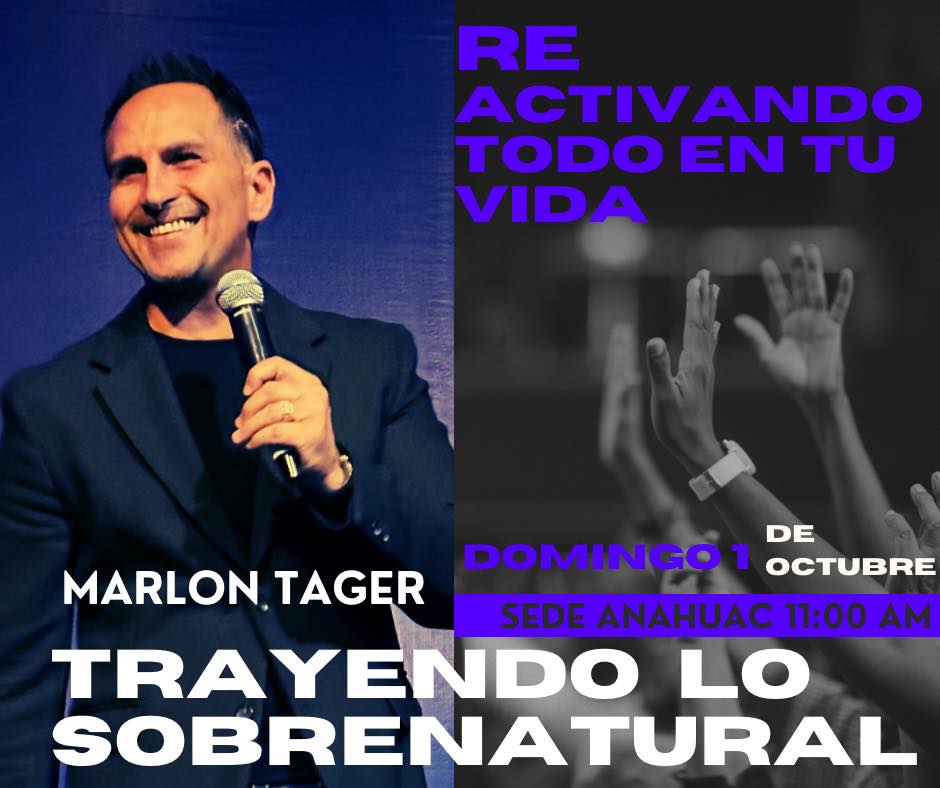 RE
ACTIVANDO
TODO EN TU
VIDA
DOMINGO 1 DE
OCTUBRE
SEDE ANAHUAC 11:00 AM
MARLON TAGER
TRAYENDO LO
SOBRENATURAL